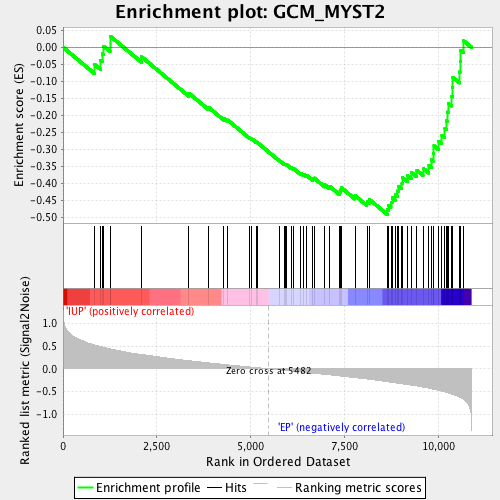 Enrichment plot: GCM_MYST2
Enrichment score (ES)
0.05
0.00
-0.05
-0.10
-0.15
-0.20
-0.25
-0.30
-0.35
-0.40
-0.45
-0.50
'IUP' (positively correlated)
Ranked list metric (Signal2Noise)
1.0
0.5
0.0
-0.5
-1.0
Zero cross at 5482
'EP' (negatively correlated)
0
2,500
5,000
7,500
10,000
Rank in Ordered Dataset
Enrichment profile
Hits
Ranking metric scores